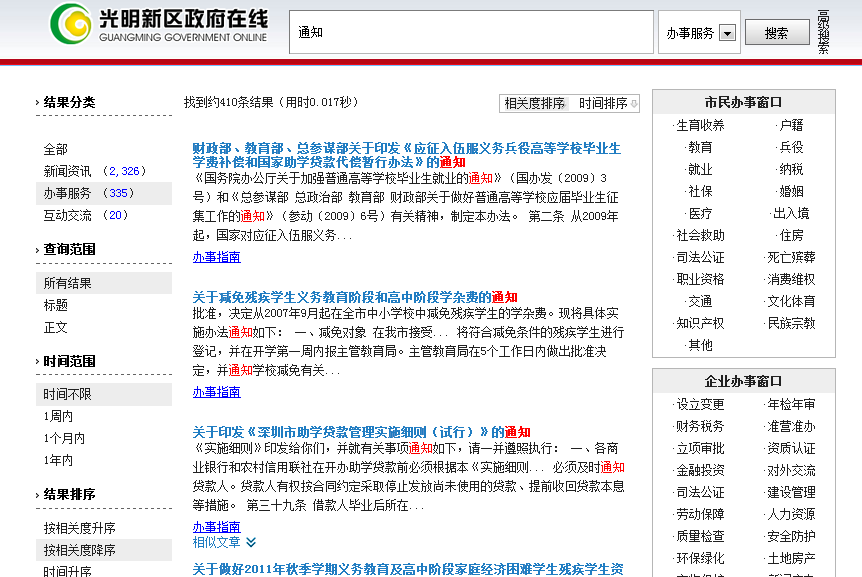 光明新区政府在线
GUANGMING GOVERNMENT ONLINE
通知
办事服务
搜索
高级搜索
结果分类
全部
新闻资讯 (2,326)
办事服务 (335)
互动交流 (20)
查询范围
所有结果
标题
正文
时间范围
时间不限
1周内
1个月内
1年内
结果排序
按相关度升序
按相关度降序
时间升序
找到约410条结果（用时0.017秒）
相关度排序 时间排序
财政部、教育部、总参谋部关于印发《应征入伍服义务兵役高等学校毕业生
学费补偿和国家助学贷款代偿暂行办法》的通知
《国务院办公厅关于加强普通高等学校毕业生就业的通知》（国办发〔2009〕3
号）和《总参谋部 总政治部 教育部 财政部关于做好普通高等学校应届毕业生征
集工作的通知》（参动〔2009〕6号）有关精神，制定本办法。 第二条 从2009年
起，国家对应征入伍服义务...
办事指南
关于减免残疾学生义务教育阶段和高中阶段学杂费的通知
批准，决定从2007年9月起在全市中小学校中减免残疾学生的学杂费。现将具体实
施办法通知如下： 一、减免对象 在我市接受... 将符合减免条件的残疾学生进行
登记，并在开学第一周内报主管教育局。主管教育局在5个工作日内做出批准决
定，并通知学校减免有关...
办事指南
关于印发《深圳市助学贷款管理实施细则（试行）》的通知
《实施细则》印发给你们，并就有关事项通知如下，请一并遵照执行： 一、各商
业银行和农村信用联社在开办助学贷款前必须根据本《实施细则... 必须及时通知
贷款人。贷款人有权按合同约定采取停止发放尚未使用的贷款、提前收回贷款本息
等措施。 第三十九条 借款人毕业后所在...
办事指南
相似文章
关于做好2011年秋季学期义务教育及高中阶段家庭经济困难学生残疾学生资
市民办事窗口
·生育收养 ·户籍
·教育 ·兵役
·就业 ·纳税
·社保 ·婚姻
·医疗 ·出入境
·社会救助 ·住房
·司法公证 ·死亡殡葬
·职业资格 ·消费维权
·交通 ·文化体育
·知识产权 ·民族宗教
·其他
企业办事窗口
·设立变更 ·年检年审
·财务税务 ·准营准办
·立项审批 ·资质认证
·金融投资 ·对外交流
·司法公证 ·建设管理
·劳动保障 ·人力资源
·质量检查 ·安全防护
·环保绿化 ·土地房产